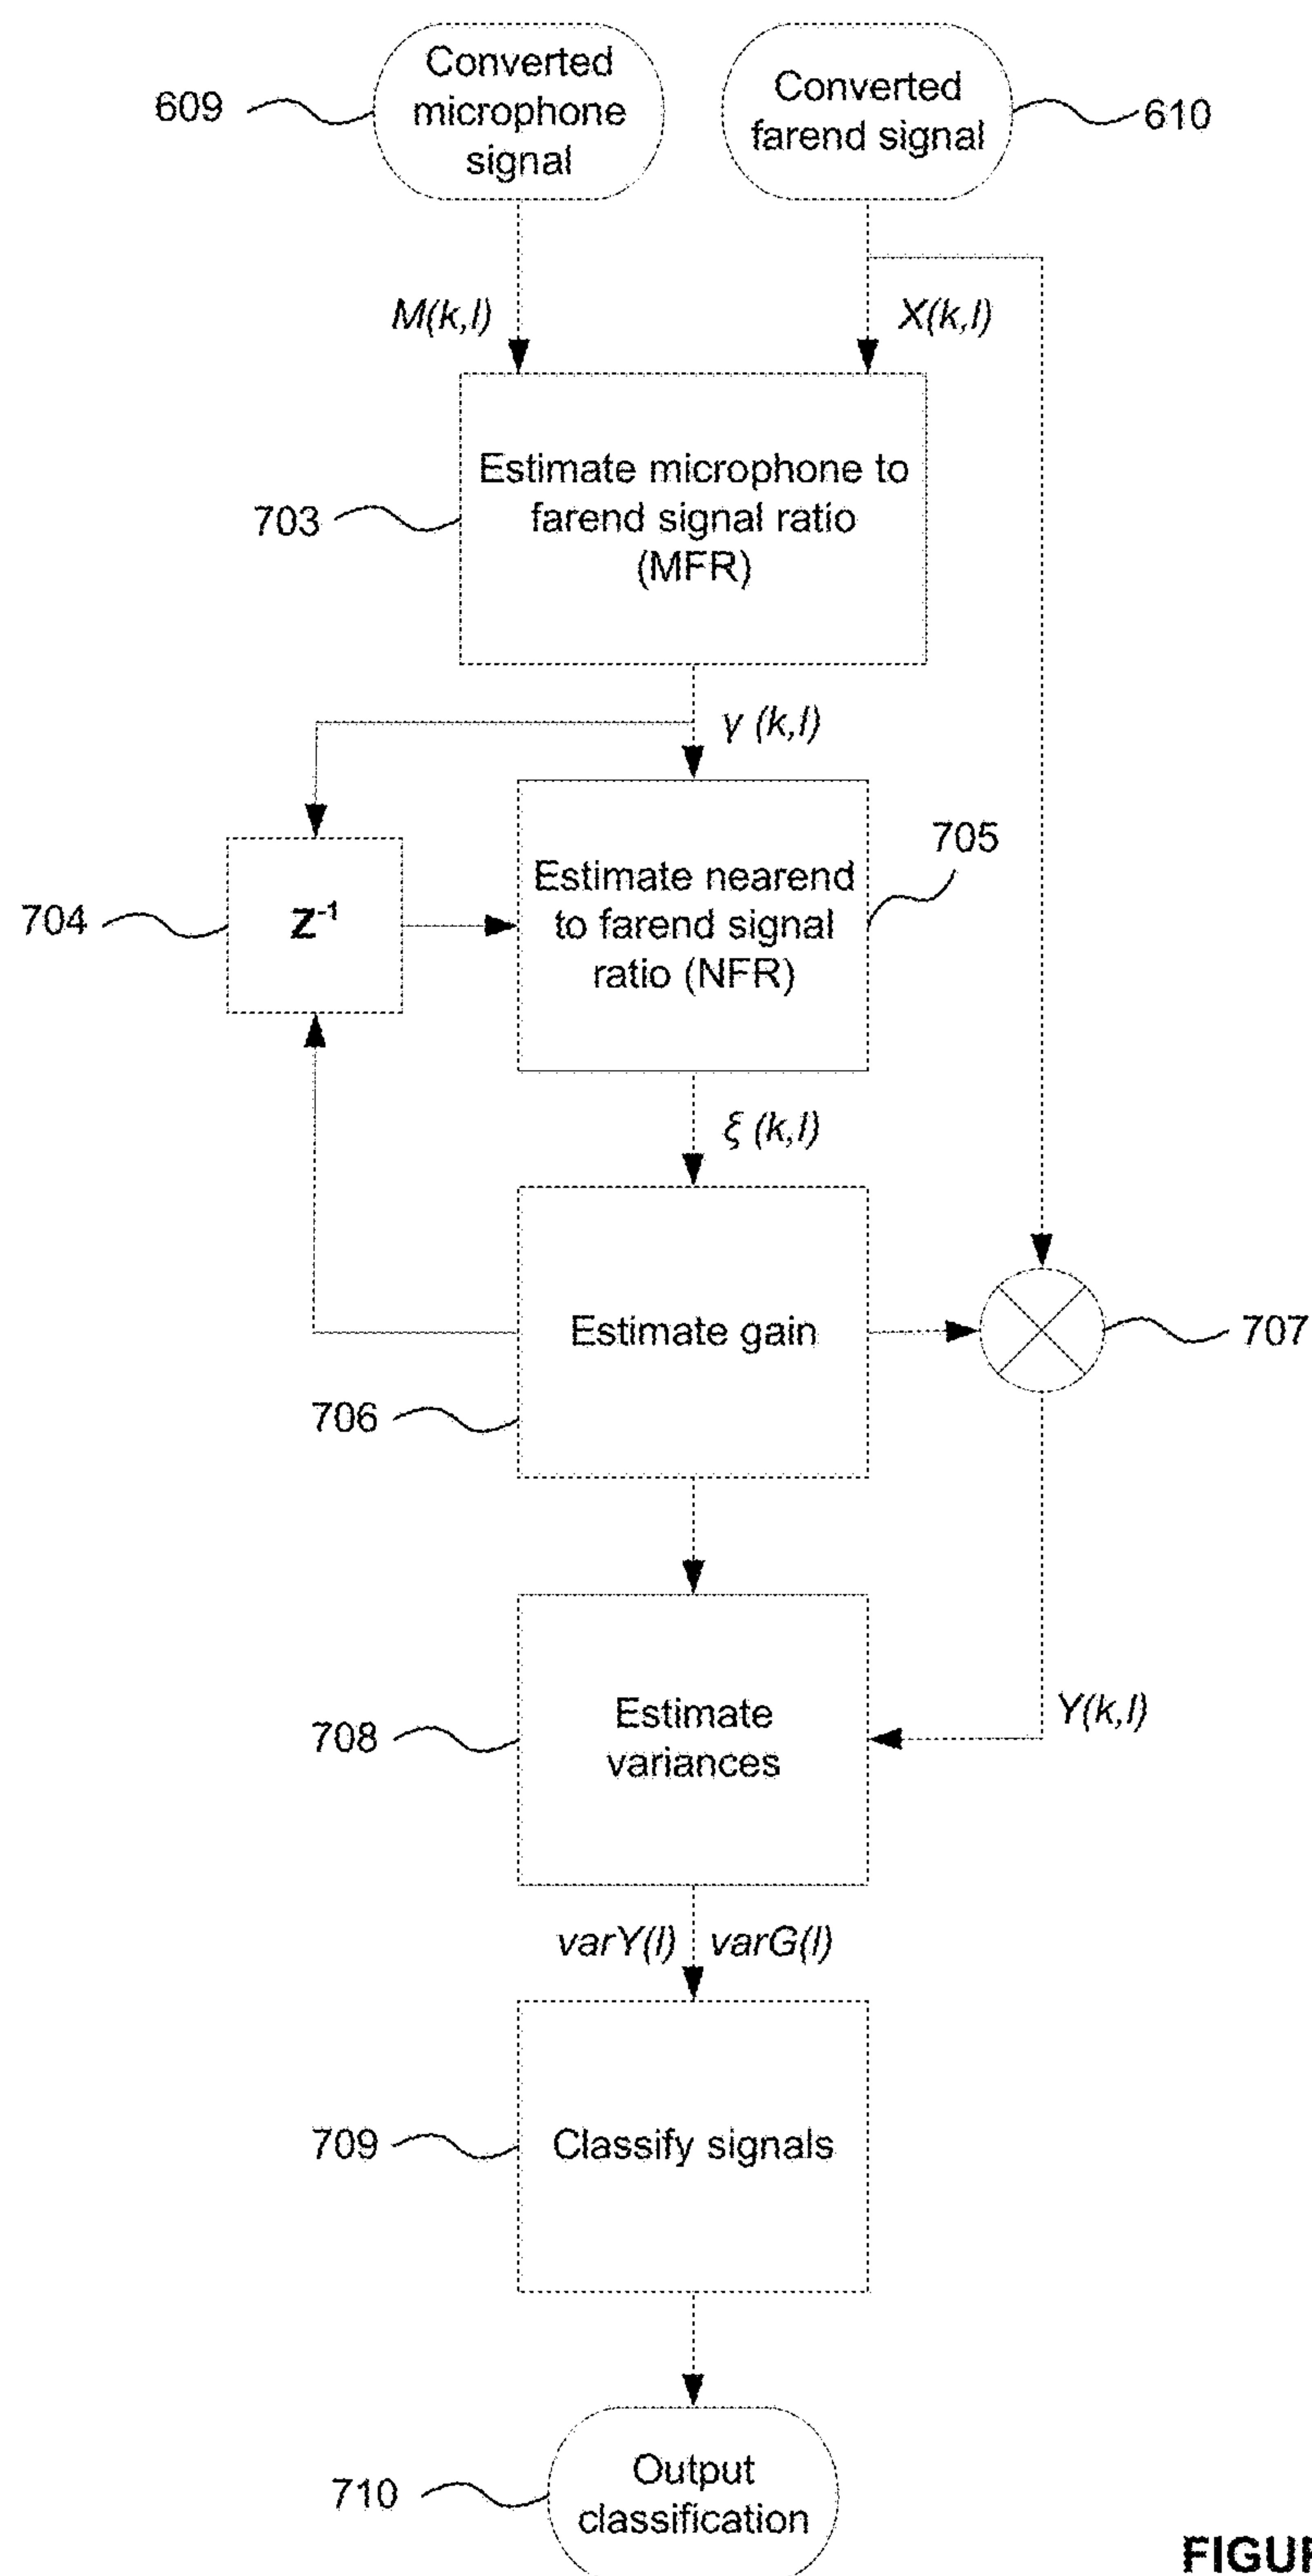 Converted
microphone
signal
609
Converted
farend signal
610
M(k,l)
X(k,l)
Estimate microphone to
farend signal ratio
(MFR)
703
γ (k,l)
704
Z-1
Estimate nearend
to farend signal
ratio (NFR)
705
ξ (k,l)
Estimate gain
706
707
Estimate
variances
708
Y(k,l)
varY(l) varG(l)
709
Classify signals
710
Output
classification